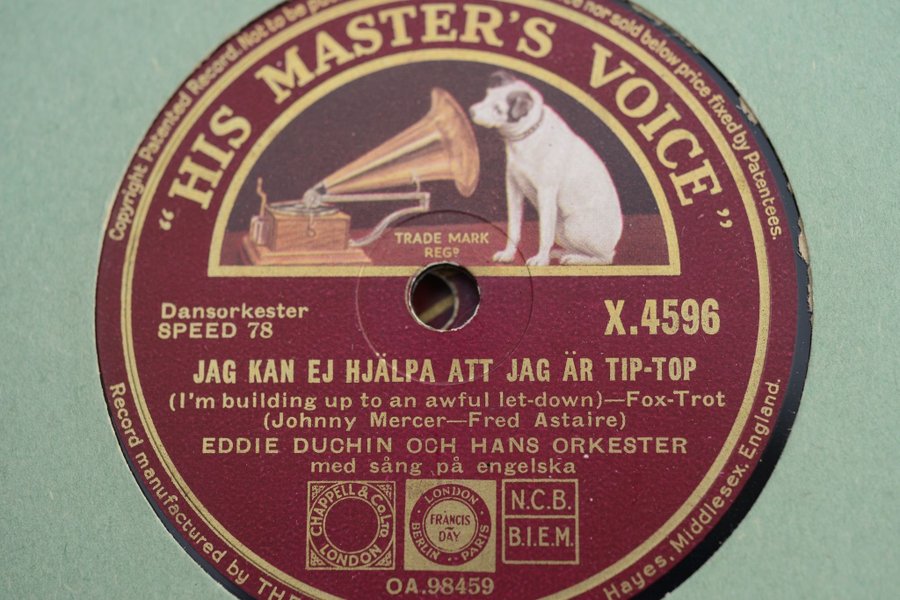 Copyright Patented Record. Not to be pu
ce nor sold below price fixed by Patentees.
"HIS MASTER'S VOICE"
TRADE MARK
REGD
Dansorkester
SPEED 78
X.4596
JAG KAN EJ HJÄLPA ATT JAG ÄR TIP-TOP
(I'm building up to an awful let-down)—Fox-Trot
(Johnny Mercer—Fred Astaire)
EDDIE DUCHIN OCH HANS ORKESTER
med sång på engelska
CHAPPELL & Co LTD
LONDON
LONDON
FRANCIS
DAY
BERLIN
PARIS
N.C.B.
B.I.E.M.
OA.98459
Record manufactured by THE
Hayes, Middlesex, England.